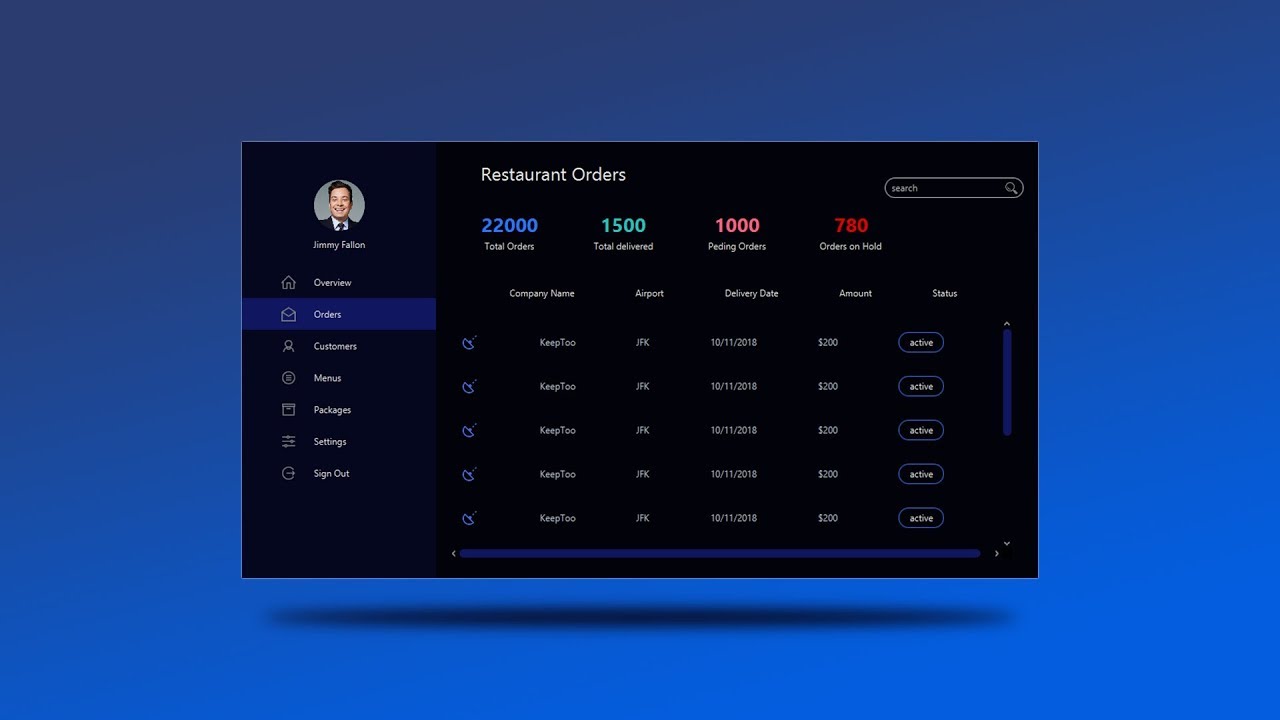 Jimmy Fallon
Overview
Orders
Customers
Menus
Packages
Settings
Sign Out
Restaurant Orders
search
22000 1500 1000 780
Total Orders Total delivered Peding Orders Orders on Hold
Company Name Airport Delivery Date Amount Status
KeepToo JFK 10/11/2018 $200 active
KeepToo JFK 10/11/2018 $200 active
KeepToo JFK 10/11/2018 $200 active
KeepToo JFK 10/11/2018 $200 active
KeepToo JFK 10/11/2018 $200 active